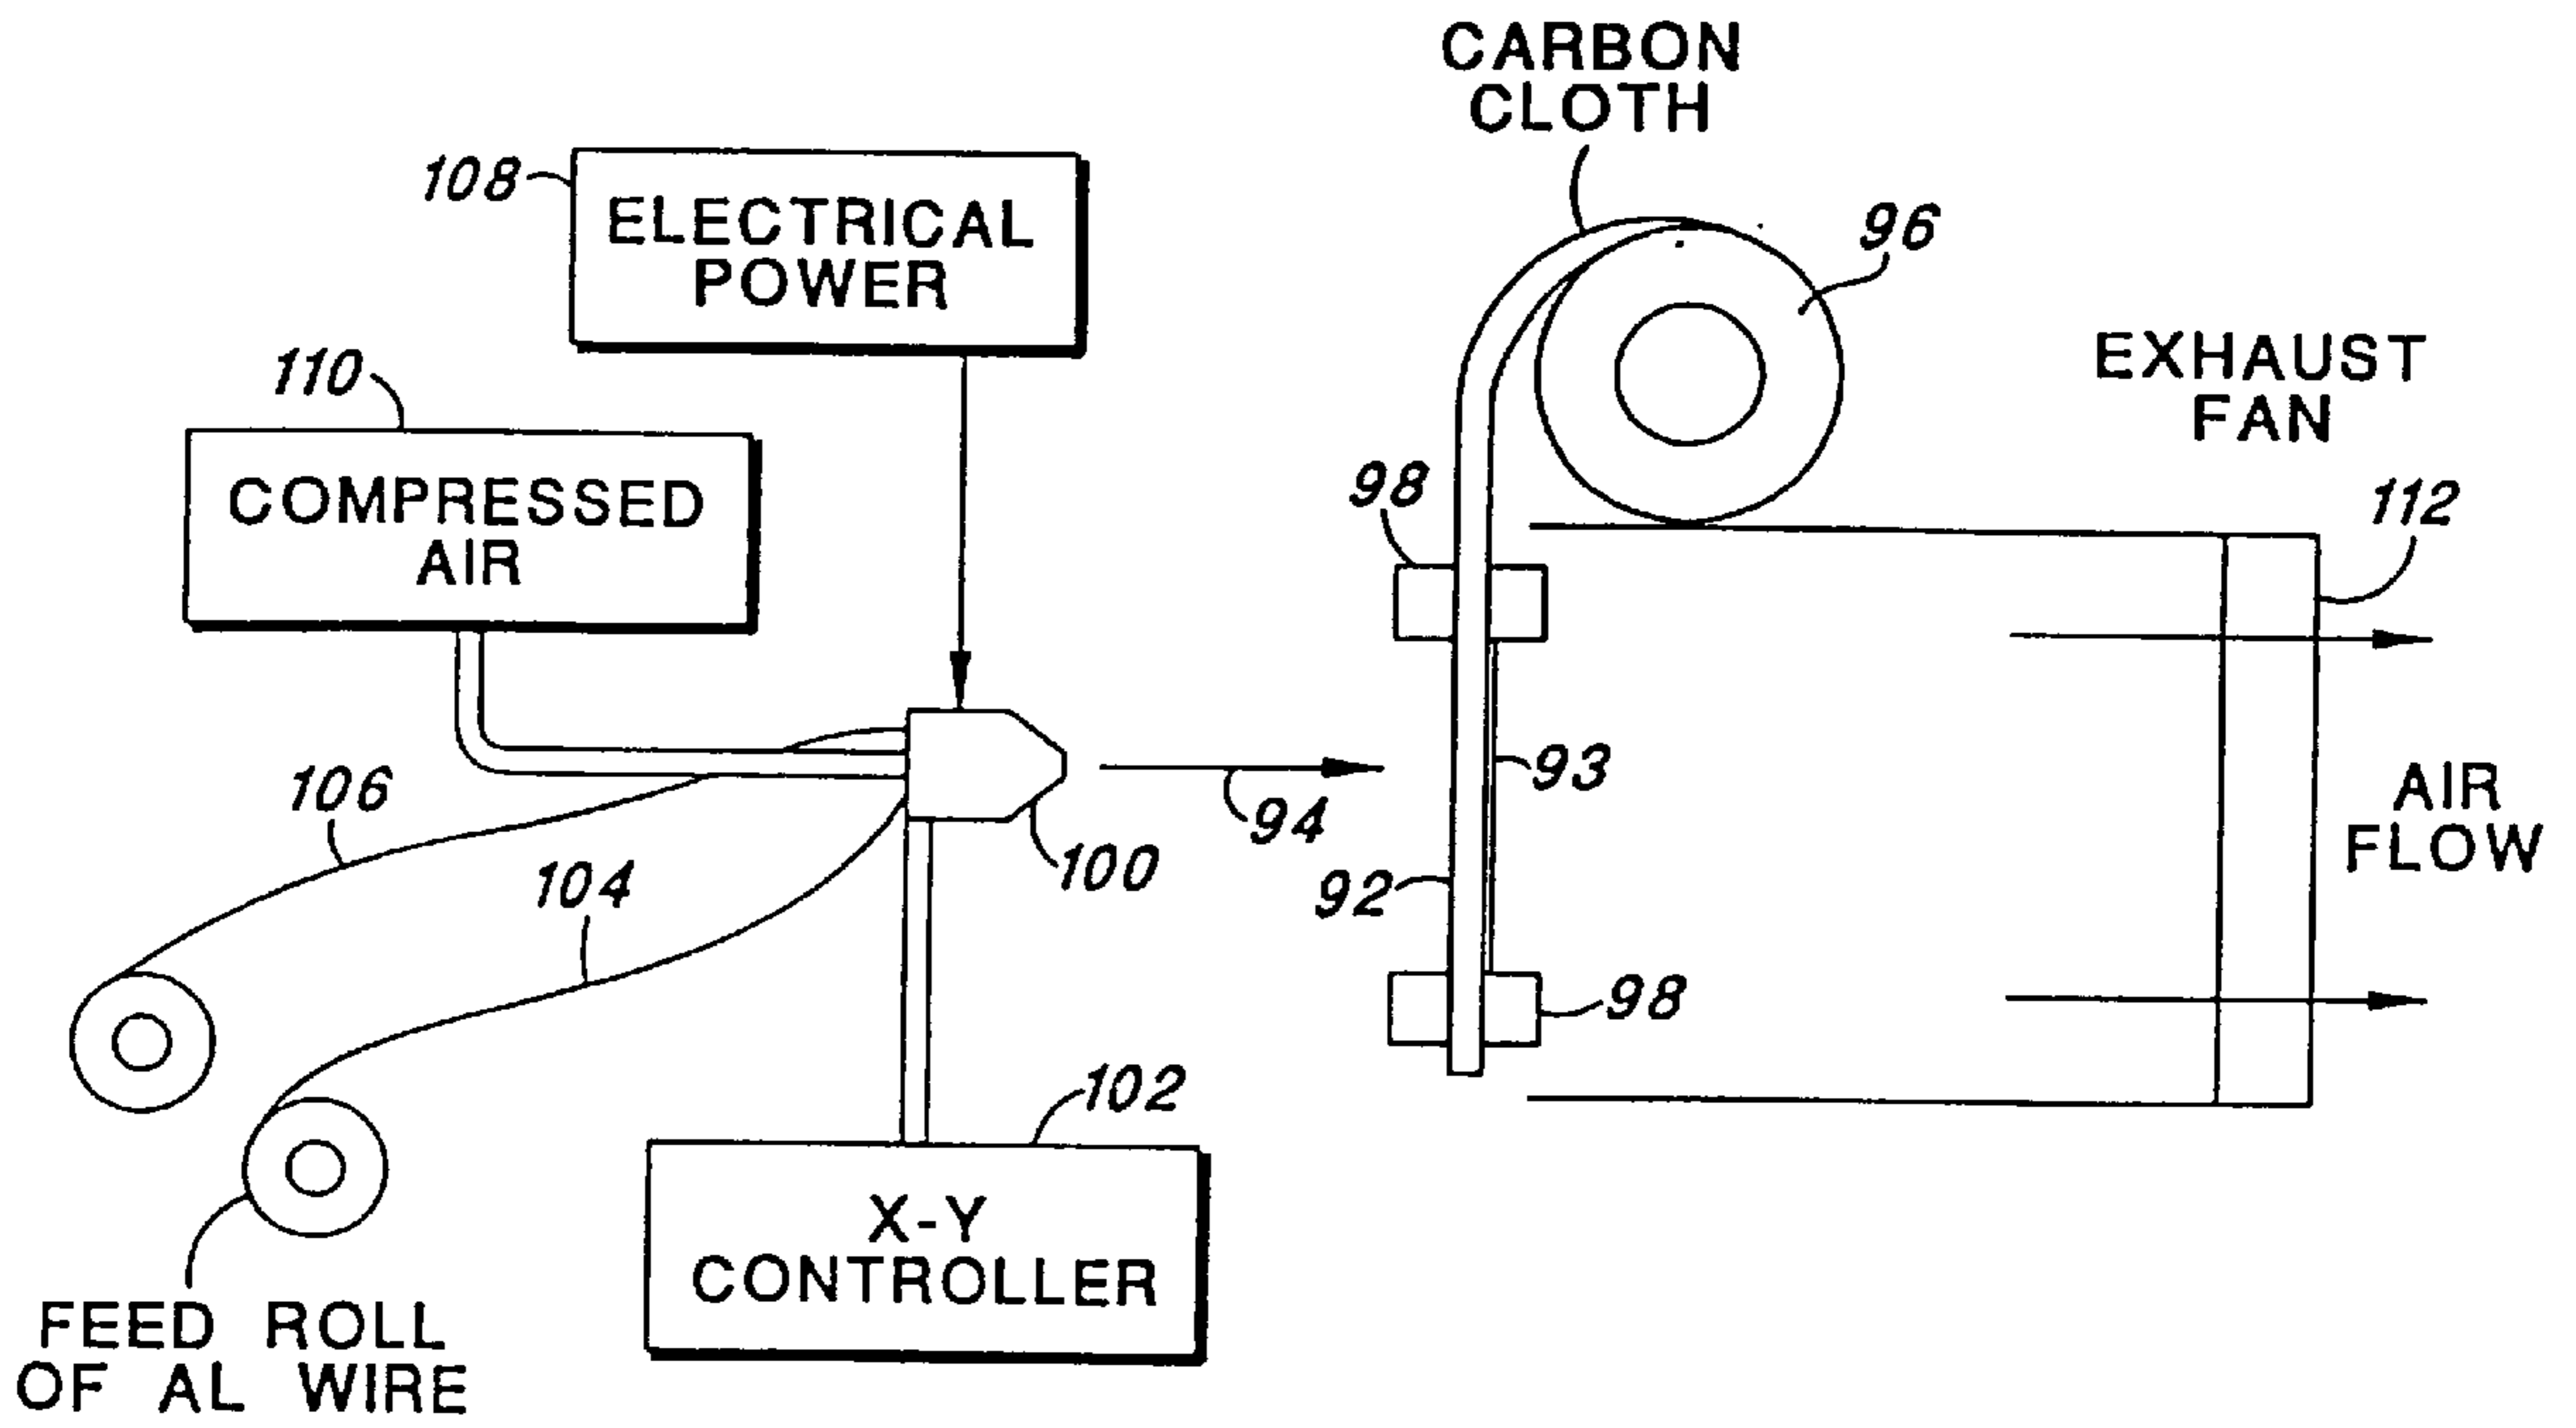 CARBON
CLOTH
108
ELECTRICAL
POWER
96
110
EXHAUST
FAN
COMPRESSED
AIR
98
112
106
93
94
AIR
FLOW
104
100
92
98
102
X-Y
CONTROLLER
FEED ROLL
OF AL WIRE